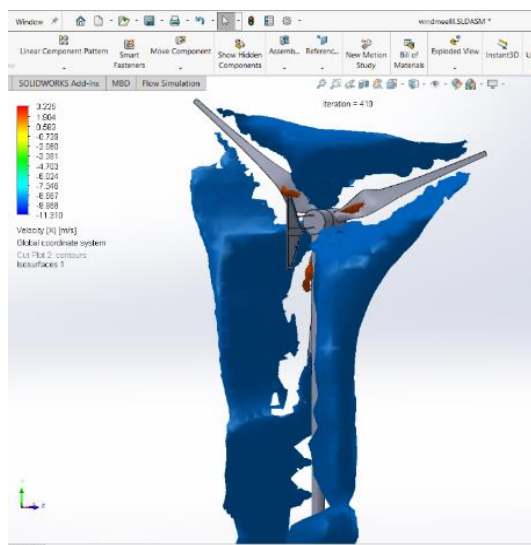 Window
windmeelll.SLDASM *
Linear Component Pattern
Smart Fasteners
Move Component
Show Hidden Components
Assemb...
Referenc...
New Motion Study
Bill of Materials
Exploded View
Instant3D
SOLIDWORKS Add-Ins
MBD
Flow Simulation
Iteration = 410
3.225
1.904
0.583
-0.739
-2.060
-3.381
-4.703
-6.024
-7.346
-8.667
-9.988
-11.310
Velocity (X) [m/s]
Global coordinate system
Cut Plot 2: contours
Isosurfaces 1